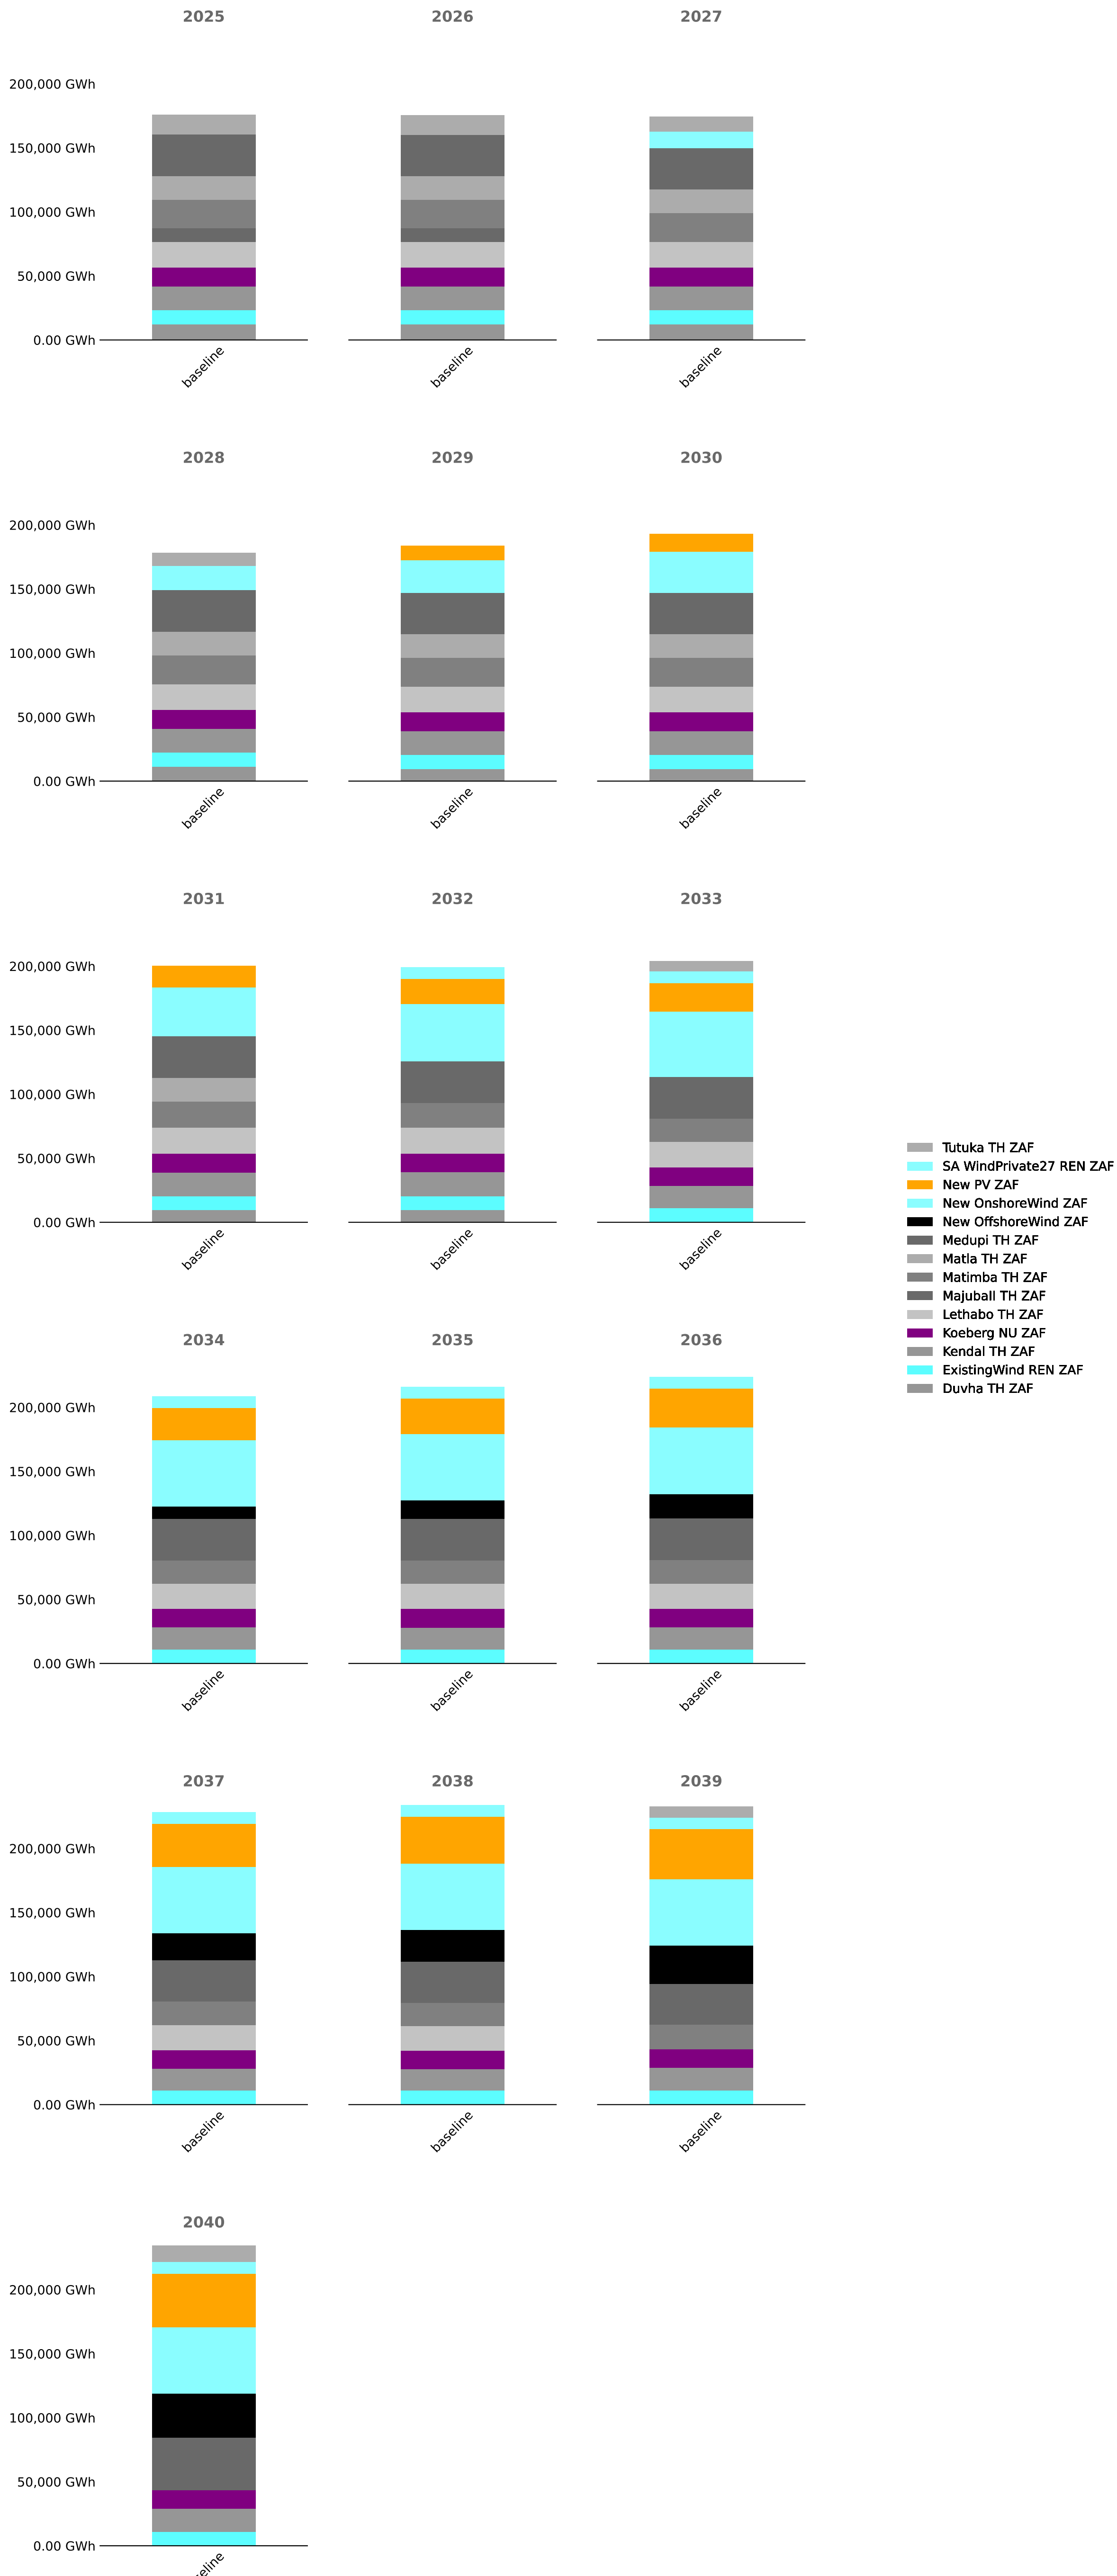 2025
2026
2027
200,000 GWh
150,000 GWh
100,000 GWh
50,000 GWh
0.00 GWh
baseline
baseline
baseline
2028
2029
2030
200,000 GWh
150,000 GWh
100,000 GWh
50,000 GWh
0.00 GWh
baseline
baseline
baseline
2031
2032
2033
200,000 GWh
150,000 GWh
100,000 GWh
50,000 GWh
0.00 GWh
baseline
baseline
baseline
Tutuka TH ZAF
SA WindPrivate27 REN ZAF
New PV ZAF
New OnshoreWind ZAF
New OffshoreWind ZAF
Medupi TH ZAF
Matla TH ZAF
Matimba TH ZAF
MajubaII TH ZAF
Lethabo TH ZAF
Koeberg NU ZAF
Kendal TH ZAF
ExistingWind REN ZAF
Duvha TH ZAF
2034
2035
2036
200,000 GWh
150,000 GWh
100,000 GWh
50,000 GWh
0.00 GWh
baseline
baseline
baseline
2037
2038
2039
200,000 GWh
150,000 GWh
100,000 GWh
50,000 GWh
0.00 GWh
baseline
baseline
baseline
2040
200,000 GWh
150,000 GWh
100,000 GWh
50,000 GWh
0.00 GWh